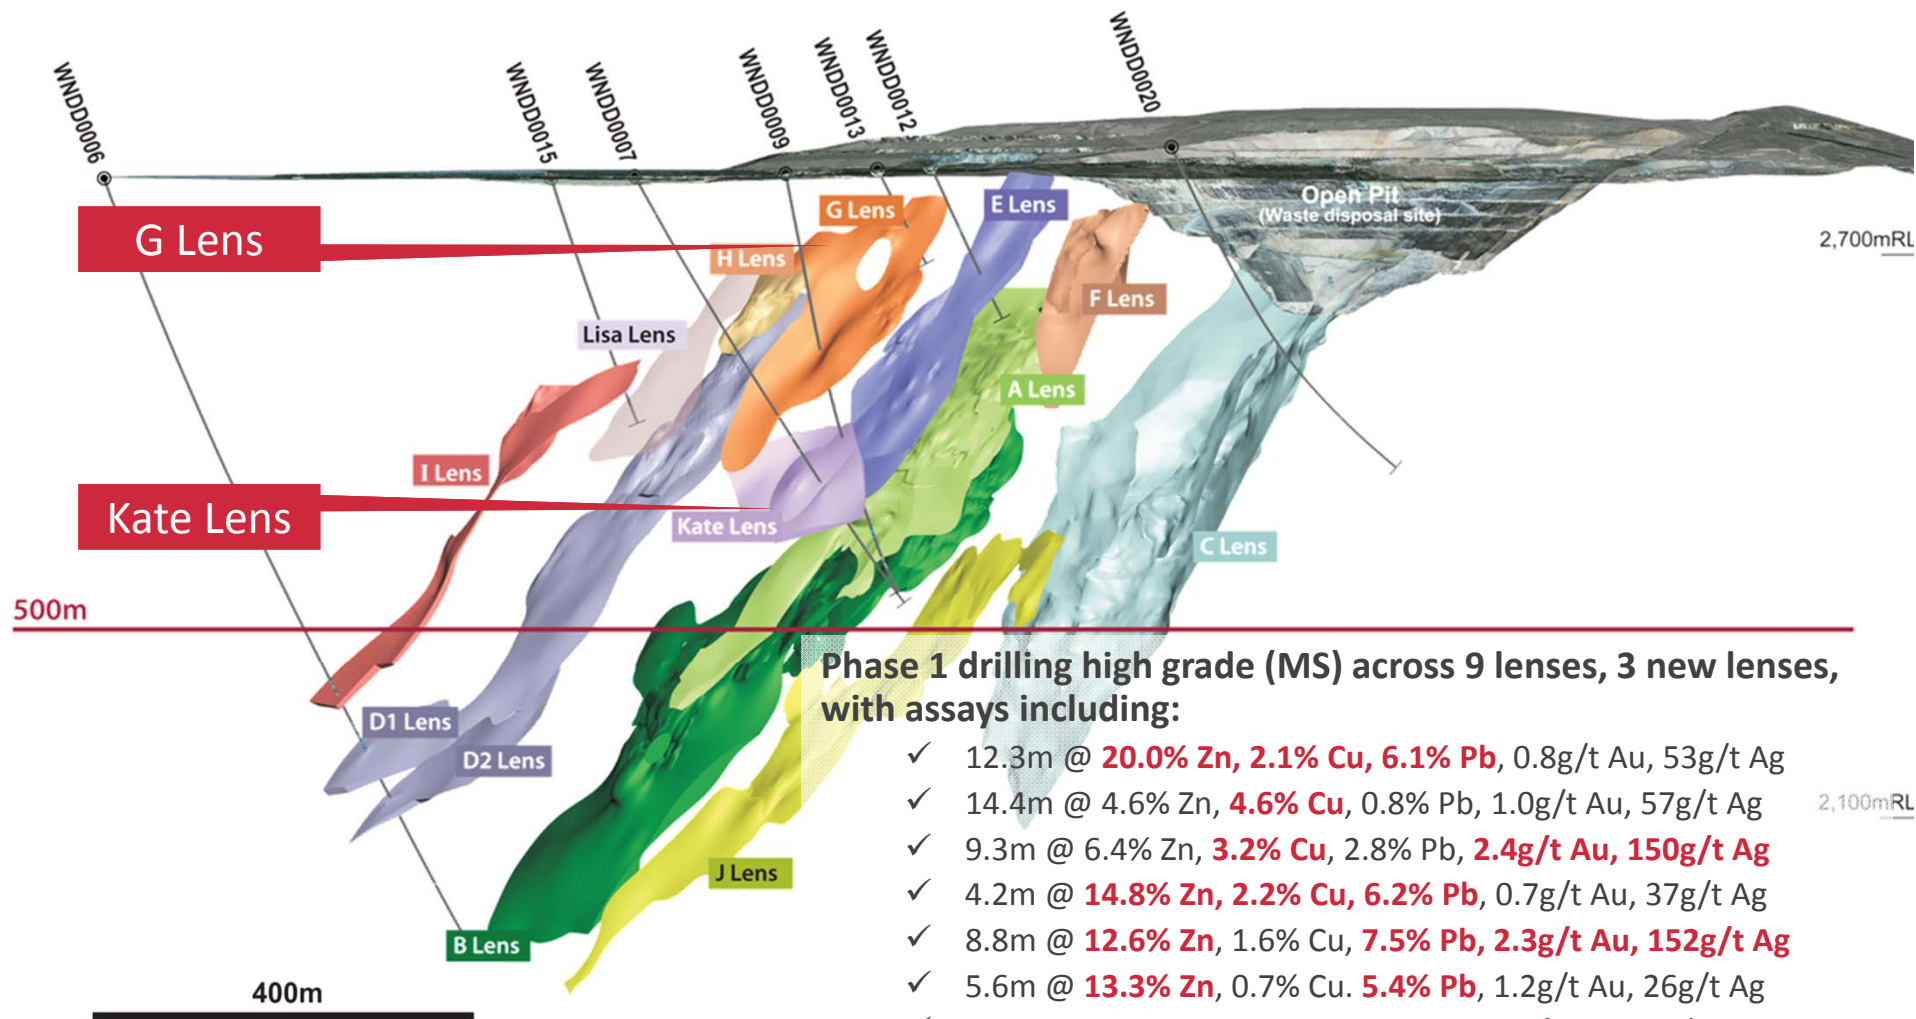 WNDD0006
WNDD0015
WNDD0007
WNDD0009
WNDD0013
WNDD0012
WNDD0020
G Lens
G Lens
E Lens
Open Pit
(Waste disposal site)
2,700mRL
H Lens
F Lens
Lisa Lens
A Lens
I Lens
Kate Lens
Kate Lens
C Lens
500m
Phase 1 drilling high grade (MS) across 9 lenses, 3 new lenses,
with assays including:
✓ 12.3m @ 20.0% Zn, 2.1% Cu, 6.1% Pb, 0.8g/t Au, 53g/t Ag
✓ 14.4m @ 4.6% Zn, 4.6% Cu, 0.8% Pb, 1.0g/t Au, 57g/t Ag
2,100mRL
✓ 9.3m @ 6.4% Zn, 3.2% Cu, 2.8% Pb, 2.4g/t Au, 150g/t Ag
✓ 4.2m @ 14.8% Zn, 2.2% Cu, 6.2% Pb, 0.7g/t Au, 37g/t Ag
✓ 8.8m @ 12.6% Zn, 1.6% Cu, 7.5% Pb, 2.3g/t Au, 152g/t Ag
✓ 5.6m @ 13.3% Zn, 0.7% Cu. 5.4% Pb, 1.2g/t Au, 26g/t Ag
D1 Lens
D2 Lens
J Lens
B Lens
400m